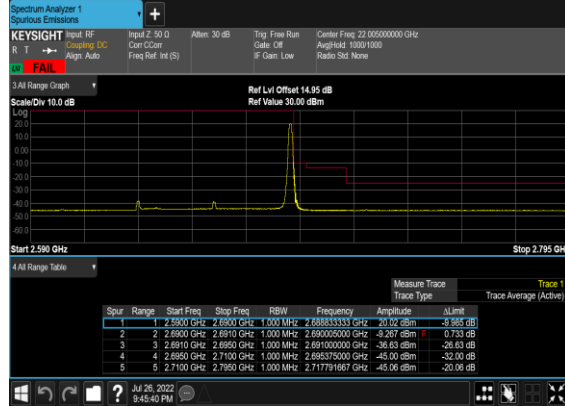 Spectrum Analyzer 1
Spurious Emissions
+
KEYSIGHT Input: RF Input Z: 50 Ω Atten: 30 dB Trig: Free Run Center Freq: 22.005000000 GHz
R T Coupling: DC Corr CCorr Gate: Off Avg|Hold: 1000/1000
Align: Auto Freq Ref: Int (S) IF Gain: Low Radio Std: None
LV FAIL
3 All Range Graph
Ref Lvl Offset 14.95 dB
Scale/Div 10.0 dB Ref Value 30.00 dBm
Log
20.0
10.0
0.00
-10.0
-20.0
-30.0
-40.0
-50.0
-60.0
Start 2.590 GHz Stop 2.795 GH
4 All Range Table
Measure Trace Trace 1
Trace Type Trace Average (Active)
Spur Range Start Freq Stop Freq RBW Frequency Amplitude ΔLimit
1 1 2.5900 GHz 2.6900 GHz 1.000 MHz 2.688833333 GHz 20.02 dBm -9.985 dB
2 2 2.6900 GHz 2.6910 GHz 1.000 MHz 2.690005000 GHz -9.267 dBm F 0.733 dB
3 3 2.6910 GHz 2.6950 GHz 1.000 MHz 2.691000000 GHz -36.63 dBm -26.63 dB
4 4 2.6950 GHz 2.7100 GHz 1.000 MHz 2.695375000 GHz -45.00 dBm -32.00 dB
5 5 2.7100 GHz 2.7950 GHz 1.000 MHz 2.717791667 GHz -45.06 dBm -20.06 dB
? Jul 26, 2022
9:45:40 PM